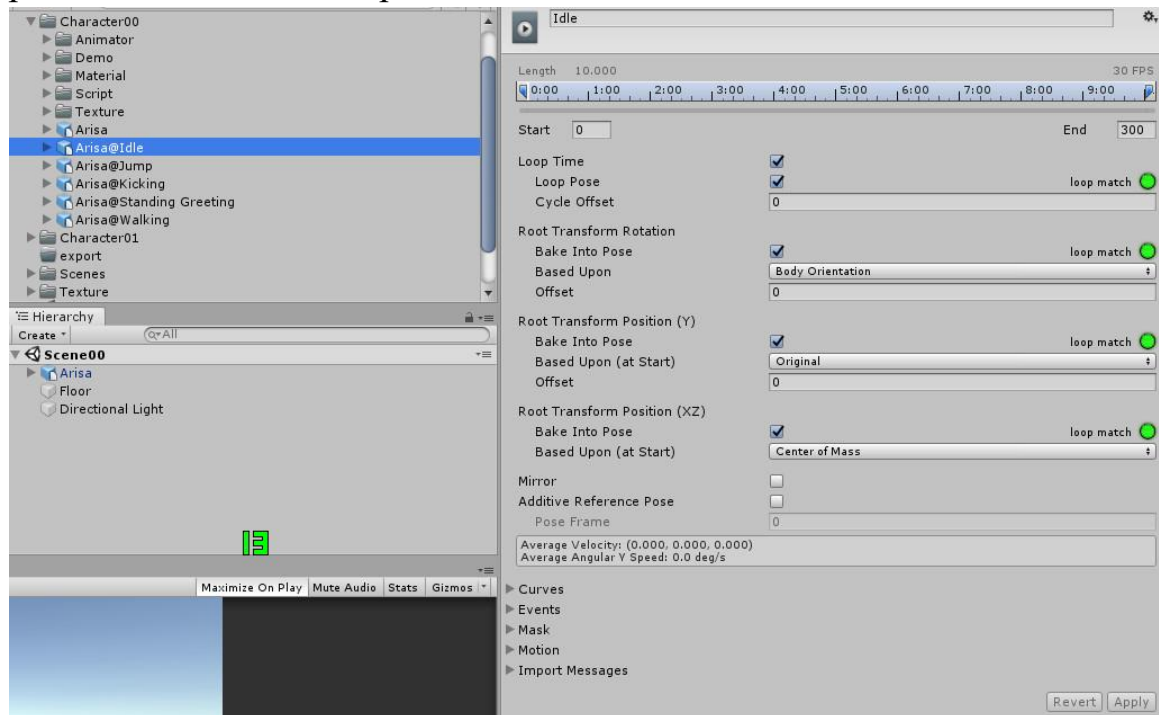 Character00
Animator
Demo
Material
Script
Texture
Arisa
Arisa@Idle
Arisa@Jump
Arisa@Kicking
Arisa@Standing Greeting
Arisa@Walking
Character01
export
Scenes
Texture
Hierarchy
Create
All
Scene00
Arisa
Floor
Directional Light
13
Maximize On Play Mute Audio Stats Gizmos
Idle
Length 10.000 30 FPS
0:00 1:00 2:00 3:00 4:00 5:00 6:00 7:00 8:00 9:00
Start 0 End 300
Loop Time
Loop Pose loop match
Cycle Offset 0
Root Transform Rotation
Bake Into Pose loop match
Based Upon Body Orientation
Offset 0
Root Transform Position (Y)
Bake Into Pose loop match
Based Upon (at Start) Original
Offset 0
Root Transform Position (XZ)
Bake Into Pose loop match
Based Upon (at Start) Center of Mass
Mirror
Additive Reference Pose
Pose Frame 0
Average Velocity: (0.000, 0.000, 0.000)
Average Angular Y Speed: 0.0 deg/s
Curves
Events
Mask
Motion
Import Messages
Revert Apply